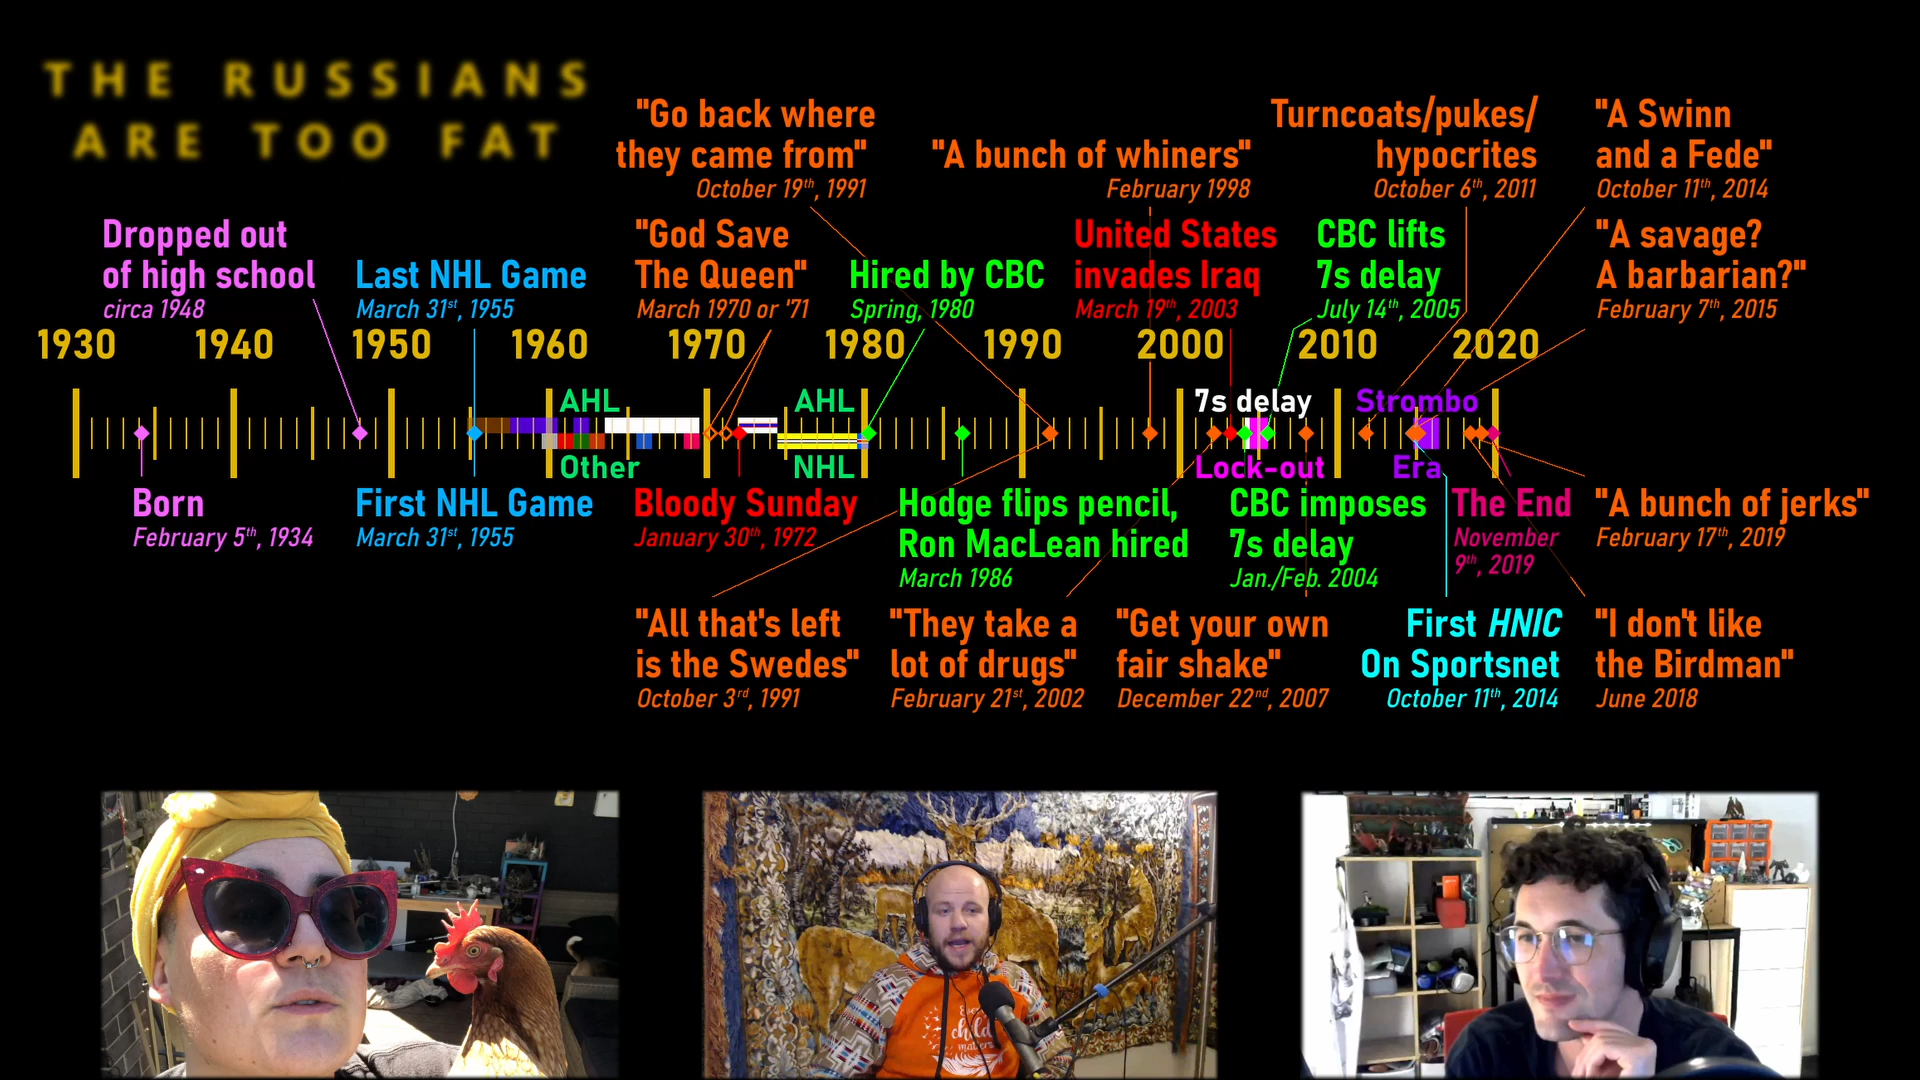 THE RUSSIANS
ARE TOO FAT
"Go back where
they came from"
October 19th, 1991
"A bunch of whiners"
February 1998
Turncoats/pukes/
hypocrites
October 6th, 2011
"A Swinn
and a Fede"
October 11th, 2014
Dropped out
of high school
circa 1948
Last NHL Game
March 31st, 1955
"God Save
The Queen"
March 1970 or '71
Hired by CBC
Spring, 1980
United States
invades Iraq
March 19th, 2003
CBC lifts
7s delay
July 14th, 2005
"A savage?
A barbarian?"
February 7th, 2015
1930 1940 1950 1960 1970 1980 1990 2000 2010 2020
AHL
AHL
7s delay
Strombo
Other
NHL
Lock-out
Era
Born
February 5th, 1934
First NHL Game
March 31st, 1955
Bloody Sunday
January 30th, 1972
Hodge flips pencil,
Ron MacLean hired
March 1986
CBC imposes
7s delay
Jan./Feb. 2004
The End
November
9th, 2019
"A bunch of jerks"
February 17th, 2019
"All that's left
is the Swedes"
October 3rd, 1991
"They take a
lot of drugs"
February 21st, 2002
"Get your own
fair shake"
December 22nd, 2007
First HNIC
On Sportsnet
October 11th, 2014
"I don't like
the Birdman"
June 2018
Every
child
matters